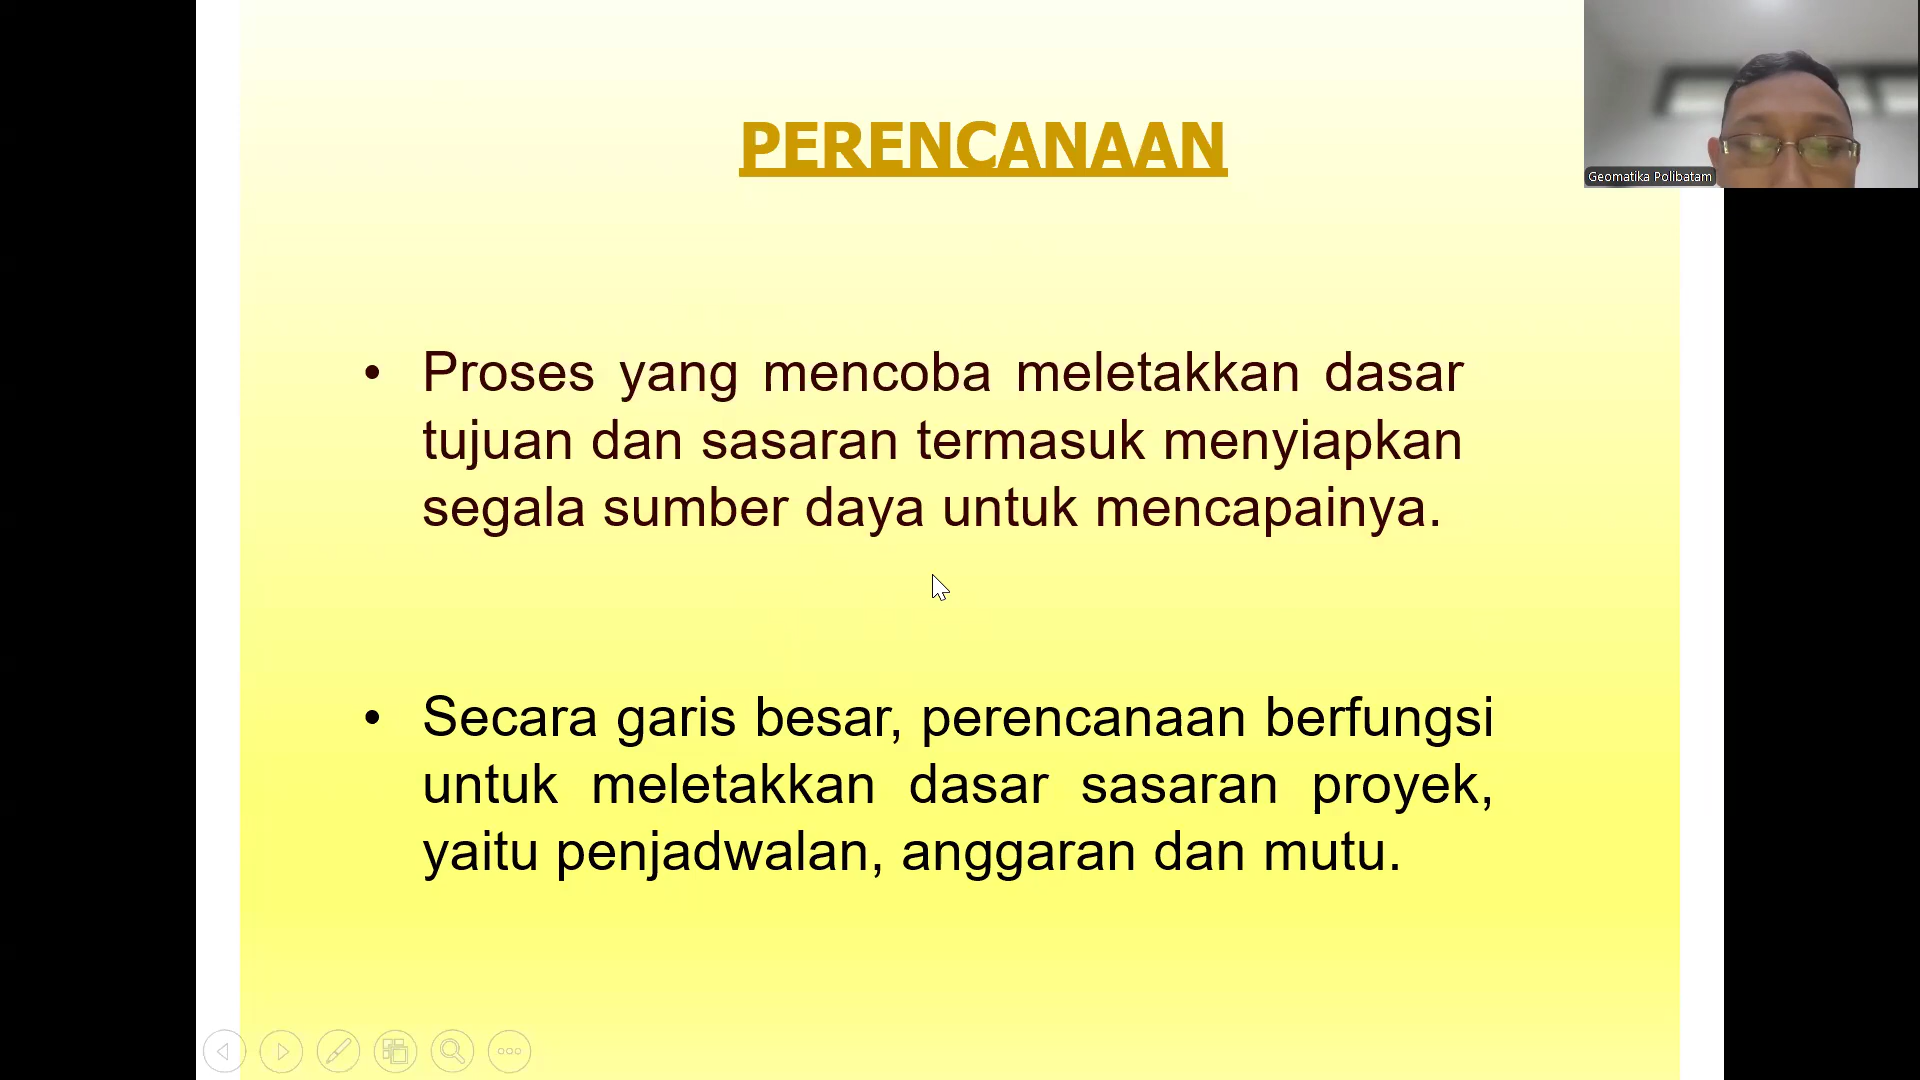 PERENCANAAN
Geomatika Polibatam
• Proses yang mencoba meletakkan dasar
tujuan dan sasaran termasuk menyiapkan
segala sumber daya untuk mencapainya.
• Secara garis besar, perencanaan berfungsi
untuk meletakkan dasar sasaran proyek,
yaitu penjadwalan, anggaran dan mutu.